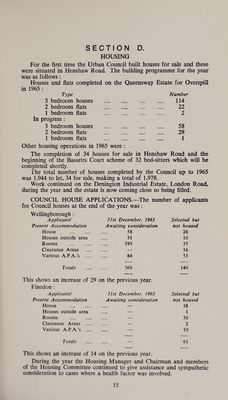 SECTION D.
HOUSING
For the first time the Urban Council built houses for sale and these
were situated in Henshaw Road. The building programme for the year
was as follows :
Houses and flats completed on the Queensway Estate for Overspill
in 1965 :
Type Number
3 bedroom houses ... ... ... ... 114
2 bedroom flats ... ... ... ... 22
1 bedroom flats ... ... ... ... 2
In progress :
3 bedroom houses ... ... ... ... 58
2 bedroom flats ... ... ... ... 29
1 bedroom flats ... ... ... ... 1
Other housing operations in 1965 were :
The completion of 34 houses for sale in Henshaw Road and the
beginning of the Bassetts Court scheme of 32 bed-sitters which will be
completed shortly.
The total number of houses completed by the Council up to 1965
was 1,944 to let, 34 for sale, making a total of 1,978.
Work continued on the Denington Industrial Estate, London Road,
during the year and the estate is now coming close to being filled.
COUNCIL HOUSE APPLICATIONS.—The number of applicants
for Council houses at the end of the year was :
Wellingborough :
Applicants' 31st December, 1965 Selected but
Present Accommodation Awaiting consideration not housed
House ... ... 58 26
Houses outside area 31 10
Rooms ... ... 195 35
Clearance Areas ... — 16
Various A.P.A.'s ... 84 53
Totals ... 368 140
This shows an increase of 29 on the previous year.
Finedon :
Applicants' 31st December, 1965 Selected but
Present Accommodation Awaiting consideration not housed
House ... ... — 18
Houses outside area — 1
Rooms ... ... — 30
Clearance Areas ... — 2
Various A.P.A.'s ... — 10
Totals ... 61
This shows an increase of 14 on the previous year.
During the year the Housing Manager and Chairman and members
of the Housing Committee continued to give assistance and sympathetic
consideration to cases where a health factor was involved.
15